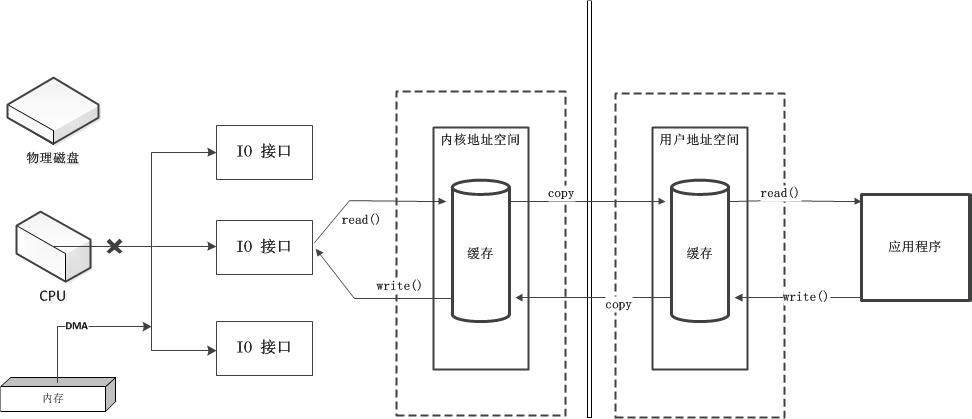 物理磁盘
CPU
DMA
内存
IO 接口
IO 接口
IO 接口
read()
write()
内核地址空间
缓存
copy
copy
用户地址空间
缓存
read()
write()
应用程序